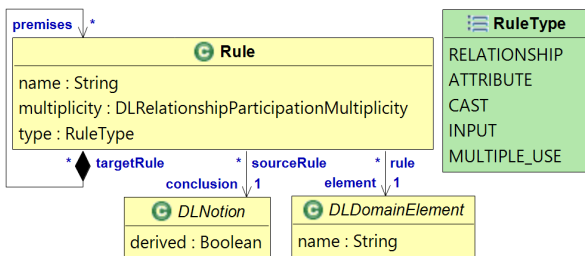 premises *
C Rule
name : String
multiplicity : DLRelationshipParticipationMultiplicity
type : RuleType
* targetRule
* sourceRule
* rule
conclusion 1
element 1
C DLNotion
derived : Boolean
C DLDomainElement
name : String
RuleType
RELATIONSHIP
ATTRIBUTE
CAST
INPUT
MULTIPLE_USE